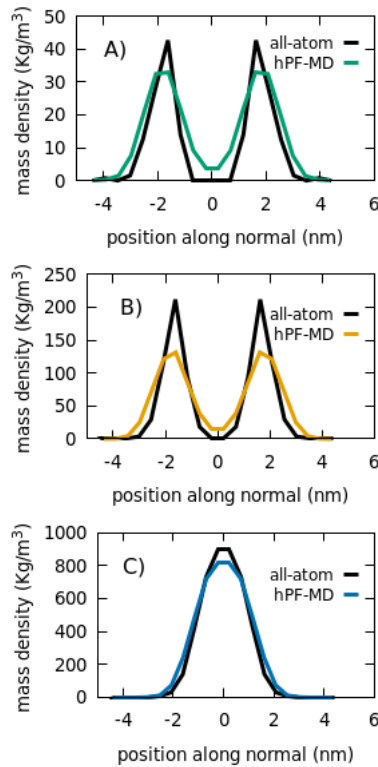 50
40
30
20
10
0
mass density (Kg/m³)
A)
all-atom
hPF-MD
-4 -2 0 2 4 6
position along normal (nm)
250
200
150
100
50
0
mass density (Kg/m³)
B)
all-atom
hPF-MD
-4 -2 0 2 4 6
position along normal (nm)
1000
800
600
400
200
0
mass density (Kg/m³)
C)
all-atom
hPF-MD
-4 -2 0 2 4 6
position along normal (nm)